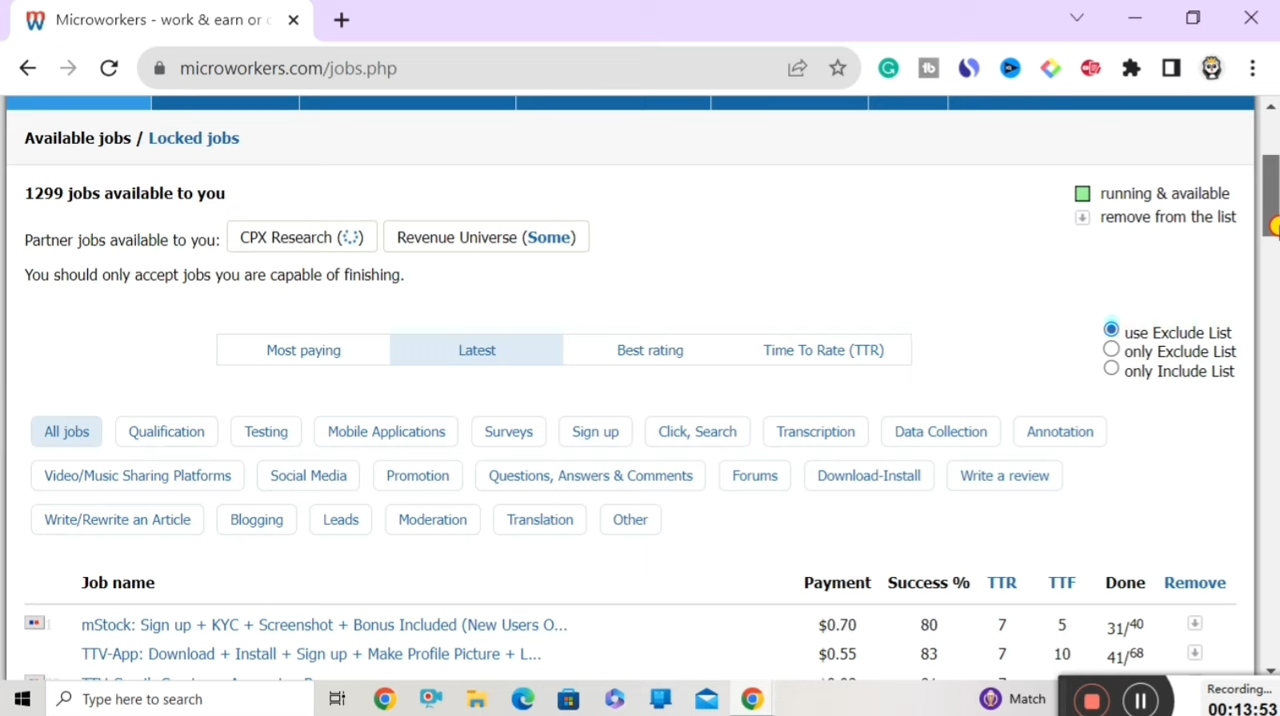 Microworkers - work & earn or c
microworkers.com/jobs.php
Available jobs / Locked jobs
1299 jobs available to you
running & available
remove from the list
Partner jobs available to you: CPX Research ( ) Revenue Universe (Some)
You should only accept jobs you are capable of finishing.
use Exclude List
only Exclude List
only Include List
Most paying Latest Best rating Time To Rate (TTR)
All jobs Qualification Testing Mobile Applications Surveys Sign up Click, Search Transcription Data Collection Annotation
Video/Music Sharing Platforms Social Media Promotion Questions, Answers & Comments Forums Download-Install Write a review
Write/Rewrite an Article Blogging Leads Moderation Translation Other
Job name Payment Success % TTR TTF Done Remove
mStock: Sign up + KYC + Screenshot + Bonus Included (New Users O... $0.70 80 7 5 31/40
TTV-App: Download + Install + Sign up + Make Profile Picture + L... $0.55 83 7 10 41/68
Type here to search
Match
Recording...
00:13:53